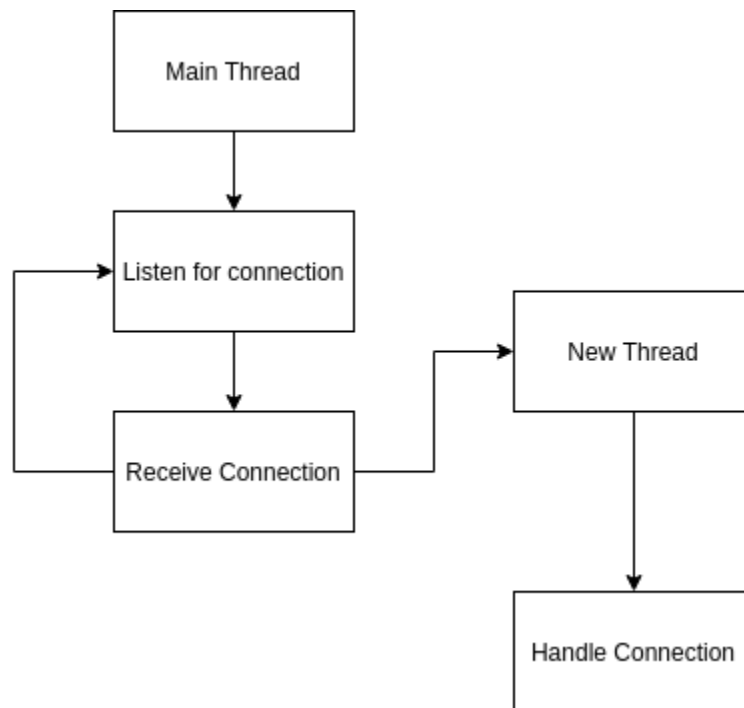 Main Thread
Listen for connection
New Thread
Receive Connection
Handle Connection